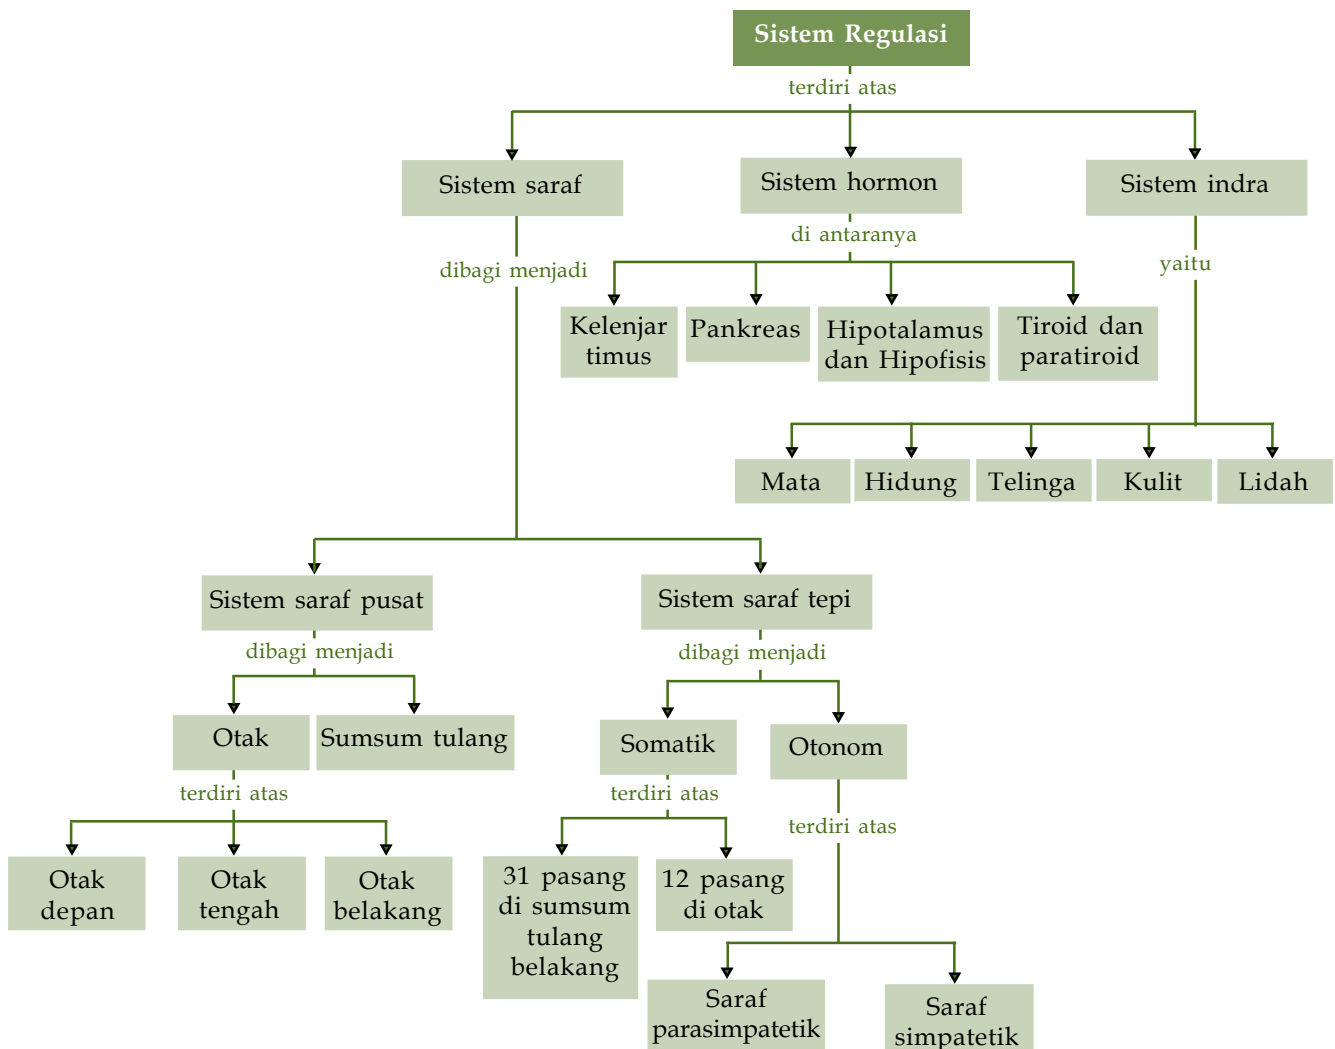 Sistem Regulasi
terdiri atas
Sistem saraf
Sistem hormon
Sistem indra
dibagi menjadi
di antaranya
yaitu
Kelenjar
timus
Pankreas
Hipotalamus
dan Hipofisis
Tiroid dan
paratiroid
Mata
Hidung
Telinga
Kulit
Lidah
Sistem saraf pusat
Sistem saraf tepi
dibagi menjadi
dibagi menjadi
Otak
Sumsum tulang
Somatik
Otonom
terdiri atas
terdiri atas
terdiri atas
Otak
depan
Otak
tengah
Otak
belakang
31 pasang
di sumsum
tulang
belakang
12 pasang
di otak
Saraf
parasimpatetik
Saraf
simpatetik